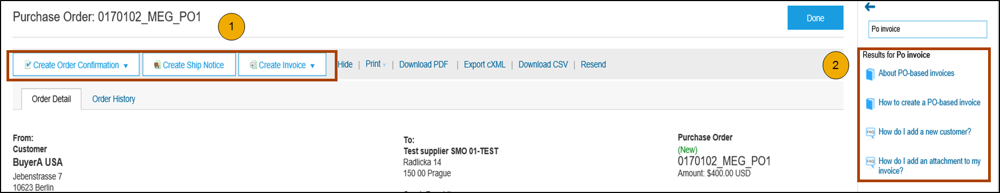 Purchase Order: 0170102_MEG_PO1
1
Done
Create Order Confirmation
Create Ship Notice
Create Invoice
Hide | Print | Download PDF | Export cXML | Download CSV | Resend
Order Detail
Order History
From:
Customer
BuyerA USA
Jebenstrasse 7
10623 Berlin
To:
Test supplier SMO 01-TEST
Radlicka 14
150 00 Prague
Purchase Order
(New)
0170102_MEG_PO1
Amount: $400.00 USD
Po invoice
2
Results for Po invoice
About PO-based invoices
How to create a PO-based invoice
FAQ
How do I add a new customer?
FAQ
How do I add an attachment to my
invoice?